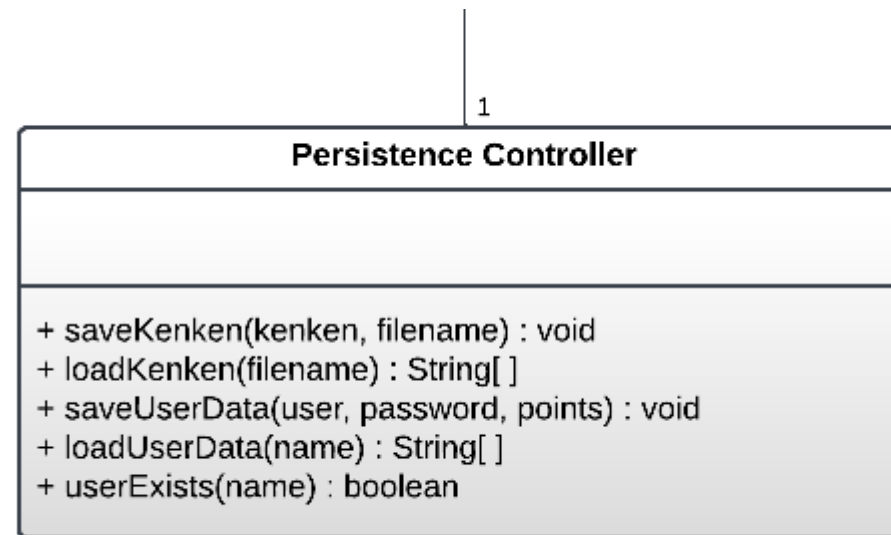 1
Persistence Controller
+ saveKenken(kenken, filename) : void
+ loadKenken(filename) : String[ ]
+ saveUserData(user, password, points) : void
+ loadUserData(name) : String[ ]
+ userExists(name) : boolean